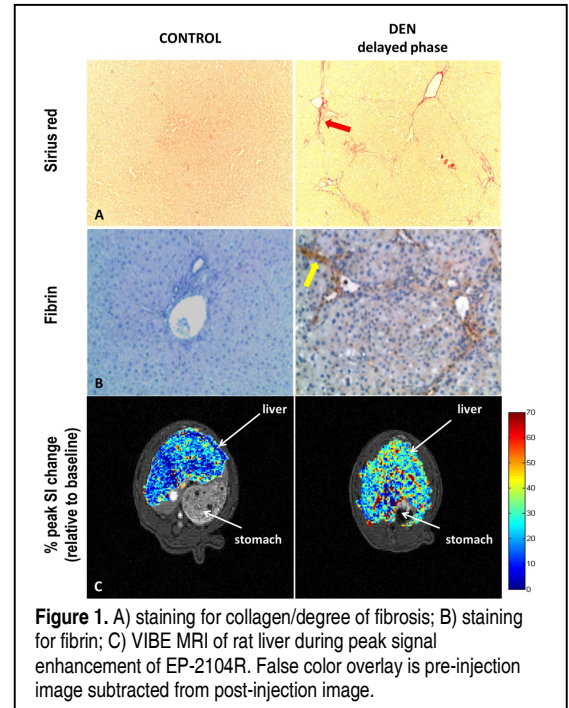 CONTROL
DEN
delayed phase
Sirius red
A
Fibrin
B
% peak SI change
(relative to baseline)
liver
stomach
C
liver
stomach
70
60
50
40
30
20
10
0
Figure 1. A) staining for collagen/degree of fibrosis; B) staining
for fibrin; C) VIBE MRI of rat liver during peak signal
enhancement of EP-2104R. False color overlay is pre-injection
image subtracted from post-injection image.